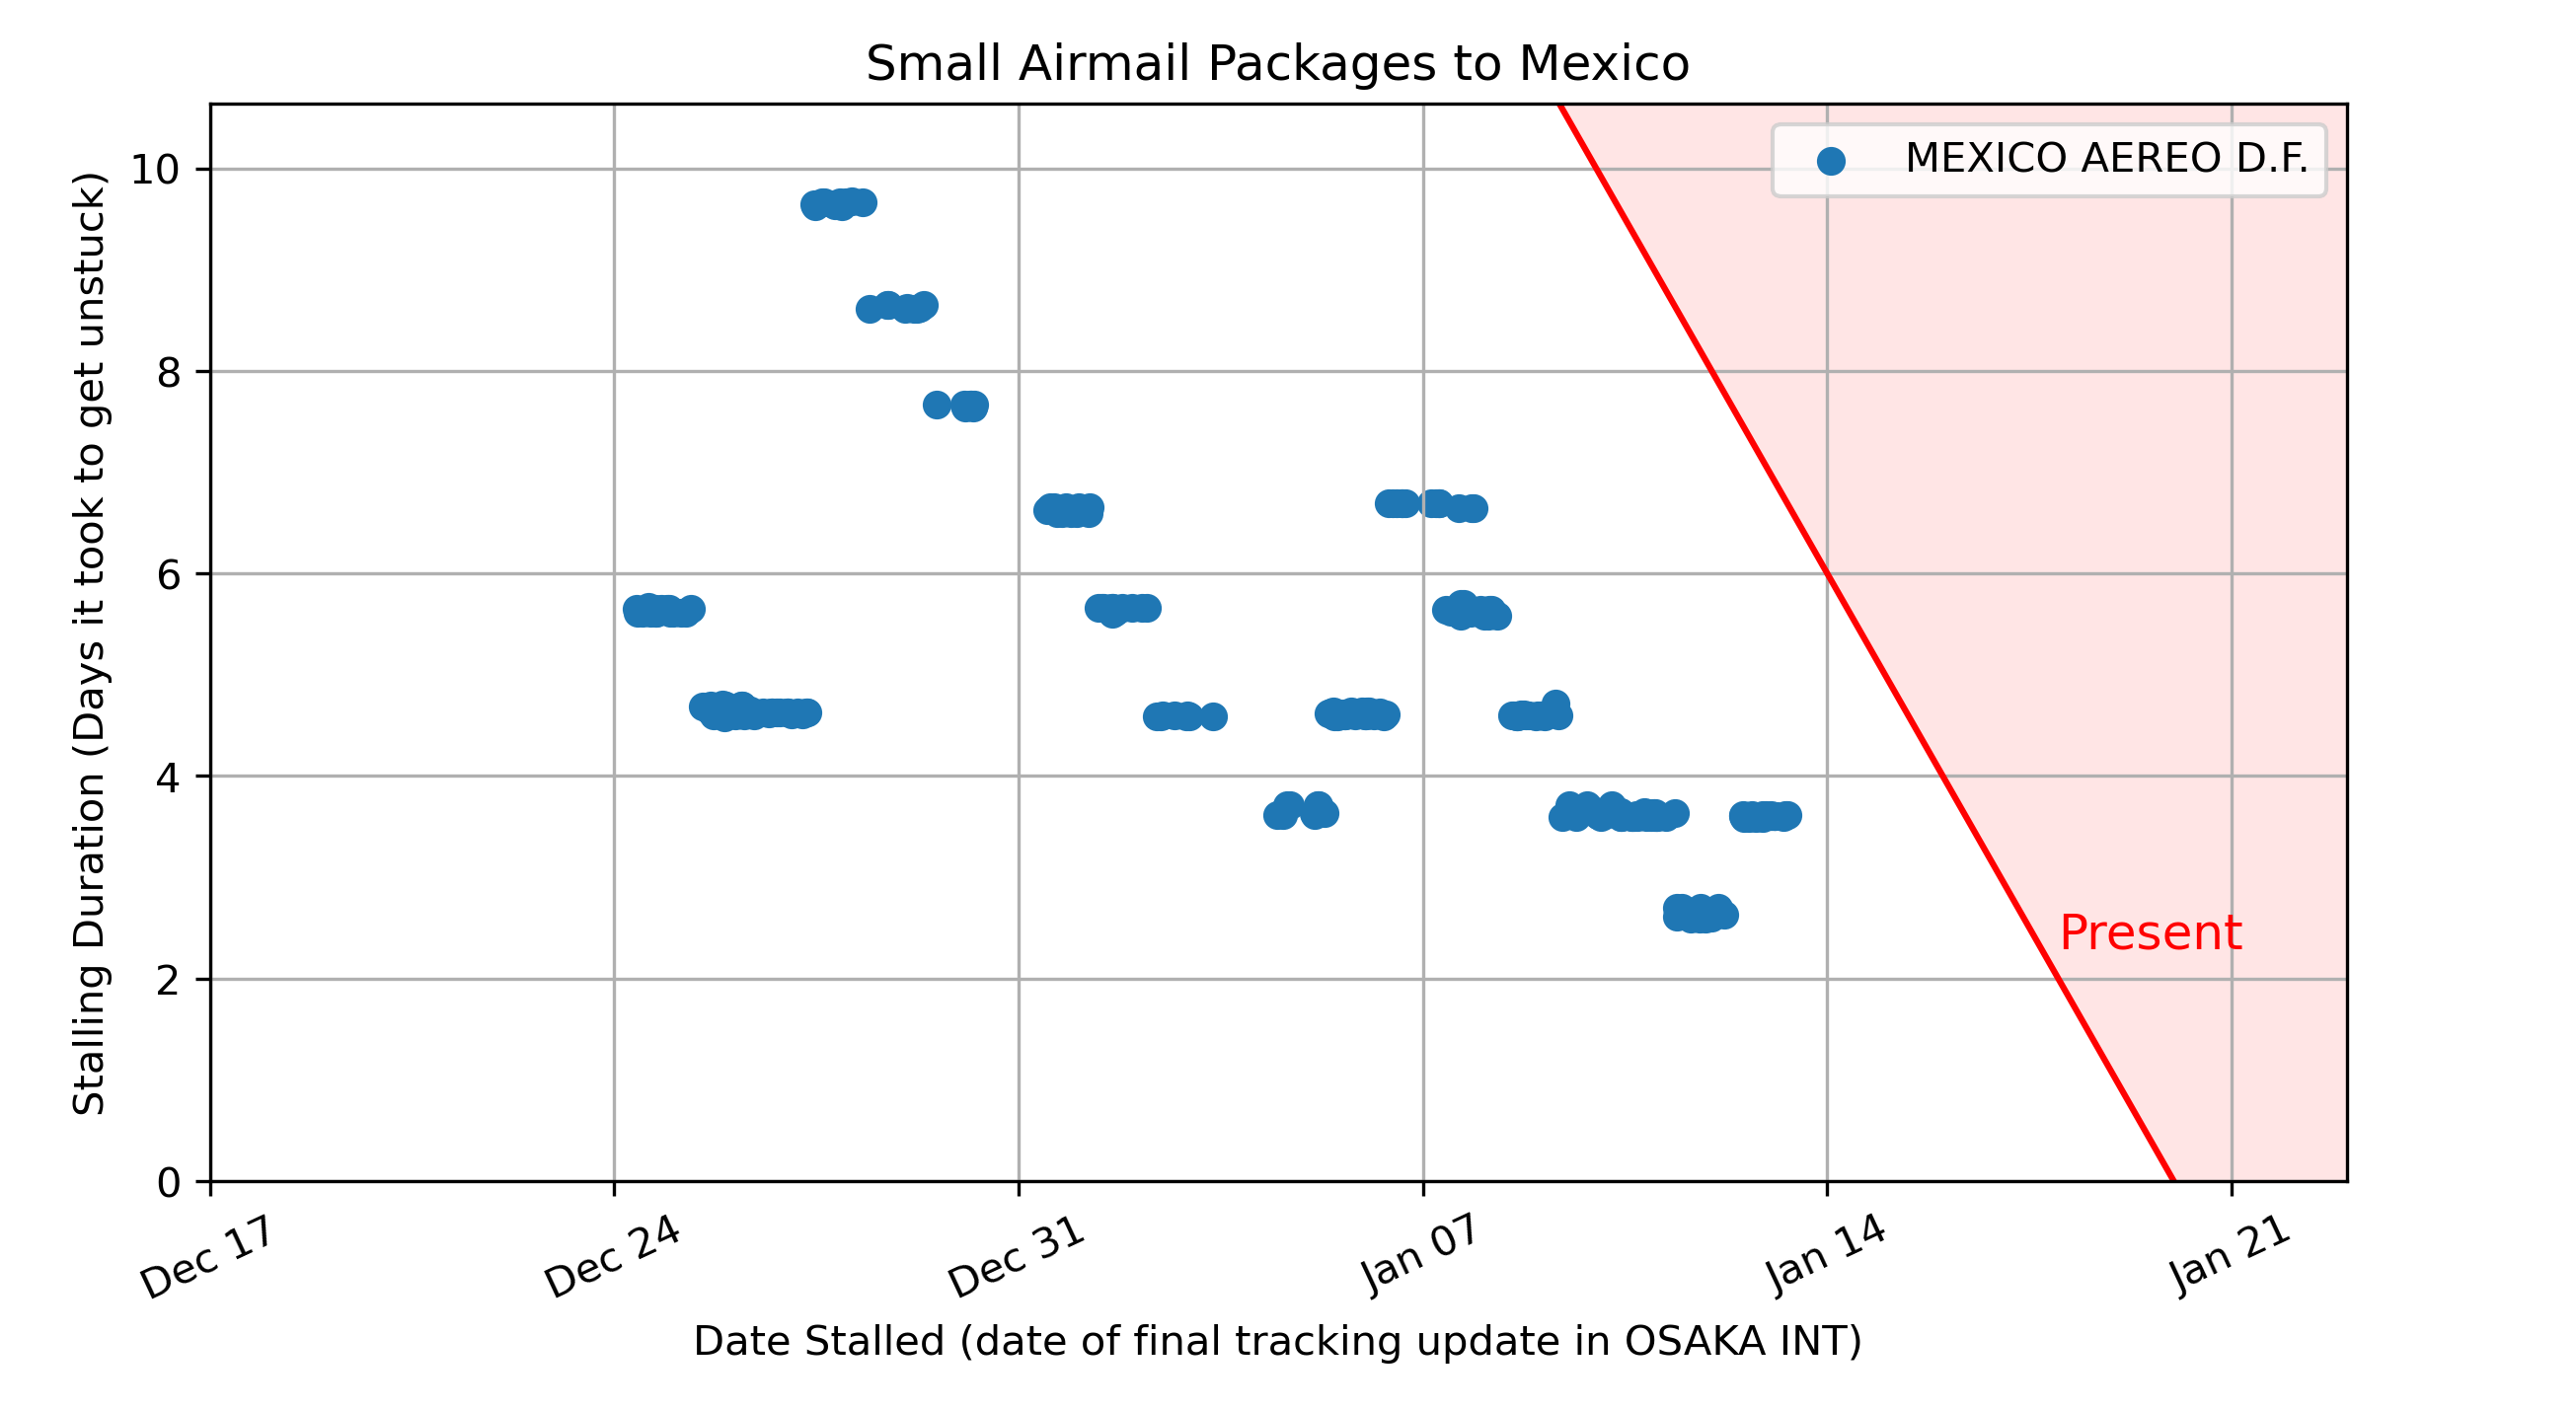 Small Airmail Packages to Mexico
MEXICO AEREO D.F.
Stalling Duration (Days it took to get unstuck)
10
8
6
4
2
0
Present
Dec 17
Dec 24
Dec 31
Jan 07
Jan 14
Jan 21
Date Stalled (date of final tracking update in OSAKA INT)